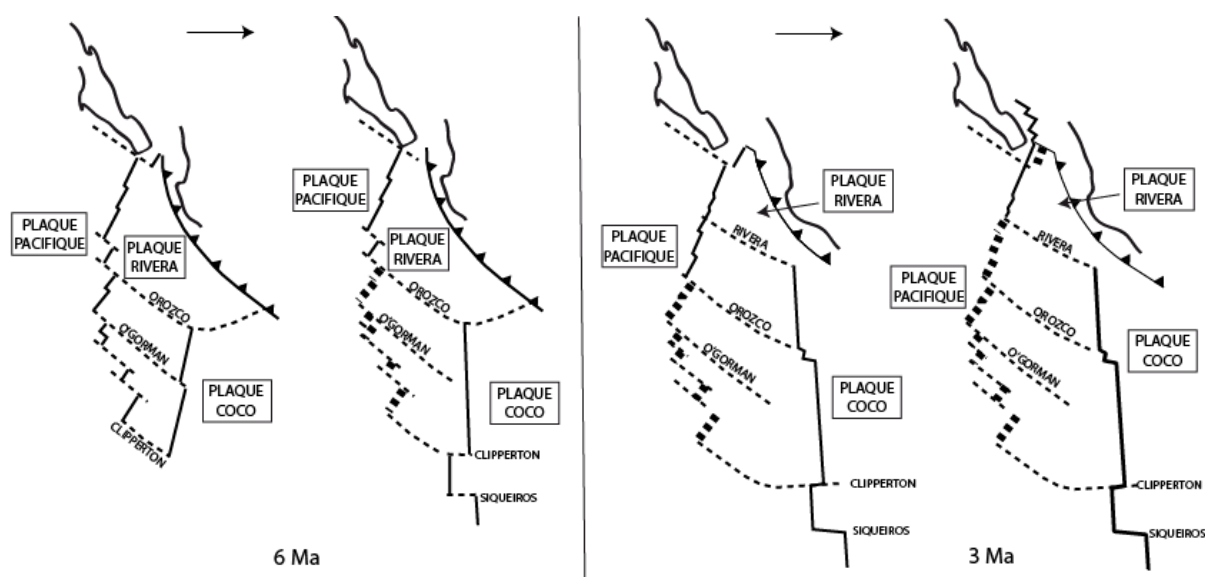 PLAQUE
PACIFIQUE
PLAQUE
RIVERA
OROZCO
O'GORMAN
PLAQUE
COCO
CLIPPERTON
PLAQUE
PACIFIQUE
PLAQUE
RIVERA
OROZCO
O'GORMAN
PLAQUE
COCO
CLIPPERTON
SIQUEIROS
6 Ma
PLAQUE
RIVERA
PLAQUE
PACIFIQUE
RIVERA
OROZCO
O'GORMAN
PLAQUE
COCO
CLIPPERTON
SIQUEIROS
PLAQUE
RIVERA
PLAQUE
PACIFIQUE
RIVERA
OROZCO
O'GORMAN
PLAQUE
COCO
CLIPPERTON
SIQUEIROS
3 Ma